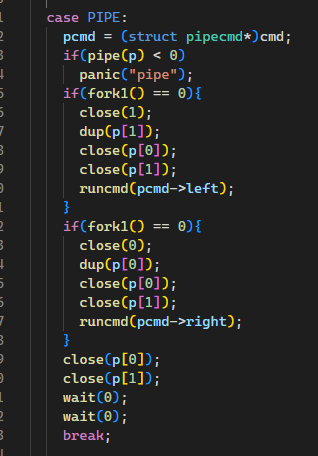 case PIPE:
pcmd = (struct pipecmd*)cmd;
if(pipe(p) < 0)
panic("pipe");
if(fork1() == 0){
close(1);
dup(p[1]);
close(p[0]);
close(p[1]);
runcmd(pcmd->left);
}
if(fork1() == 0){
close(0);
dup(p[0]);
close(p[0]);
close(p[1]);
runcmd(pcmd->right);
}
close(p[0]);
close(p[1]);
wait(0);
wait(0);
break;